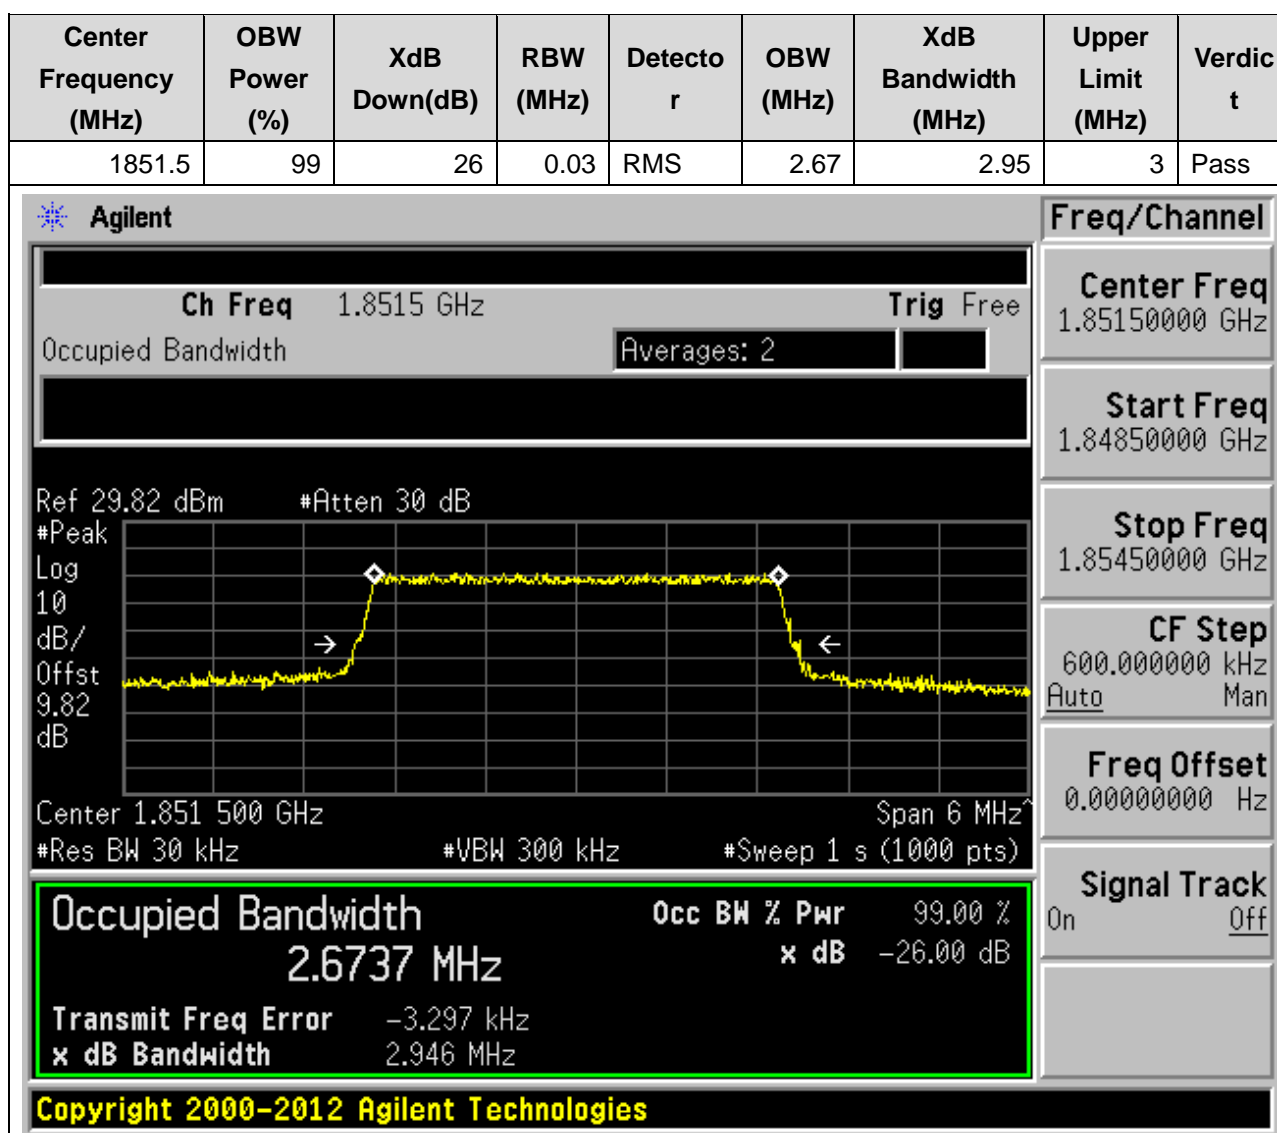 Center Frequency (MHz) OBW Power (%) XdB Down(dB) RBW (MHz) Detecto r OBW (MHz) XdB Bandwidth (MHz) Upper Limit (MHz) Verdic t
1851.5 99 26 0.03 RMS 2.67 2.95 3 Pass
Agilent
Freq/Channel
Ch Freq 1.8515 GHz Trig Free
Occupied Bandwidth Averages: 2
Center Freq
1.85150000 GHz
Start Freq
1.84850000 GHz
Stop Freq
1.85450000 GHz
CF Step
600.000000 kHz
Auto Man
Freq Offset
0.00000000 Hz
Signal Track
On Off
Ref 29.82 dBm #Atten 30 dB
#Peak
Log
10
dB/
Offst
9.82
dB
Center 1.851 500 GHz Span 6 MHz^
#Res BW 30 kHz #VBW 300 kHz #Sweep 1 s (1000 pts)
Occupied Bandwidth Occ BW % Pwr 99.00 %
2.6737 MHz x dB -26.00 dB
Transmit Freq Error -3.297 kHz
x dB Bandwidth 2.946 MHz
Copyright 2000-2012 Agilent Technologies